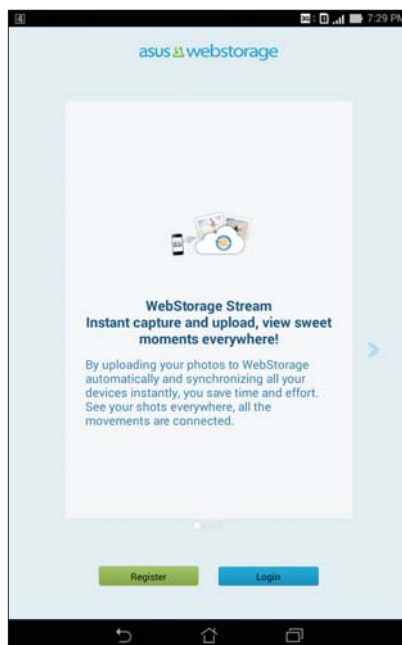 7:29 PM
asus webstorage
WebStorage Stream
Instant capture and upload, view sweet
moments everywhere!
By uploading your photos to WebStorage
automatically and synchronizing all your
devices instantly, you save time and effort.
See your shots everywhere, all the
movements are connected.
Register
Login